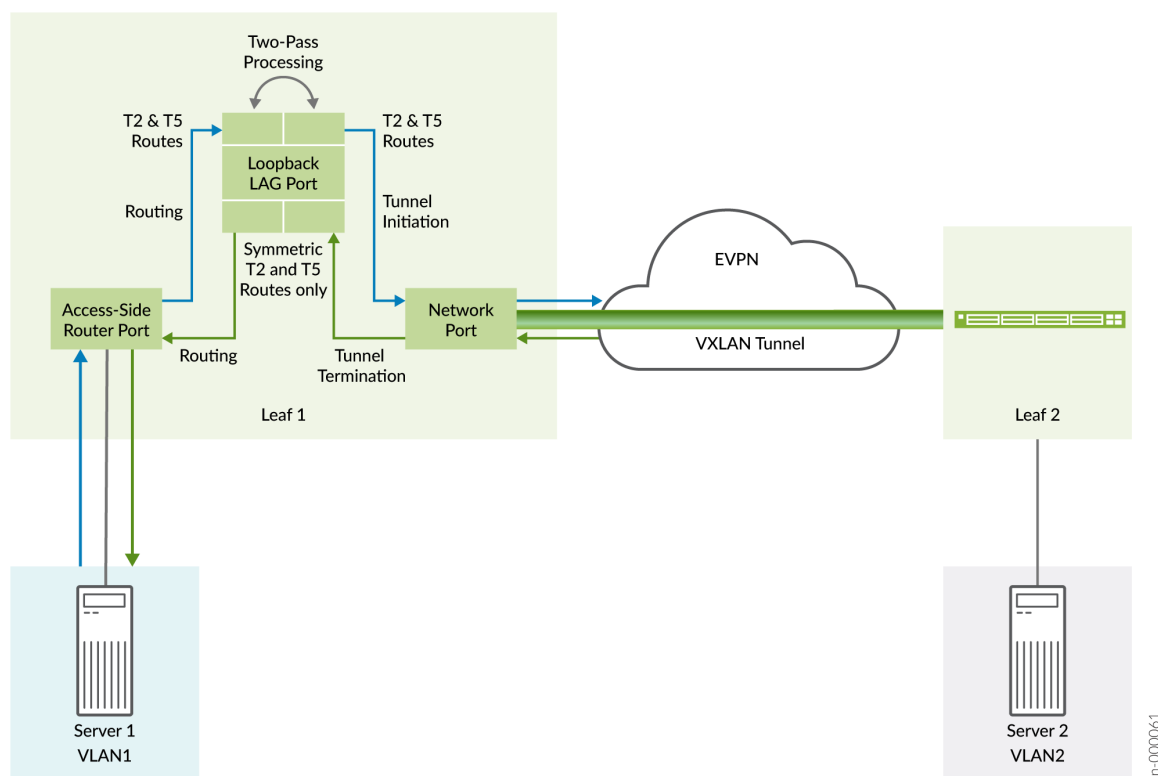 Two-Pass
Processing
T2 & T5
Routes
T2 & T5
Routes
Loopback
LAG Port
Routing
Tunnel
Initiation
Symmetric
T2 and T5
Routes only
Access-Side
Router Port
Network
Port
Routing
Tunnel
Termination
Leaf 1
EVPN
VXLAN Tunnel
Leaf 2
Server 1
VLAN1
Server 2
VLAN2